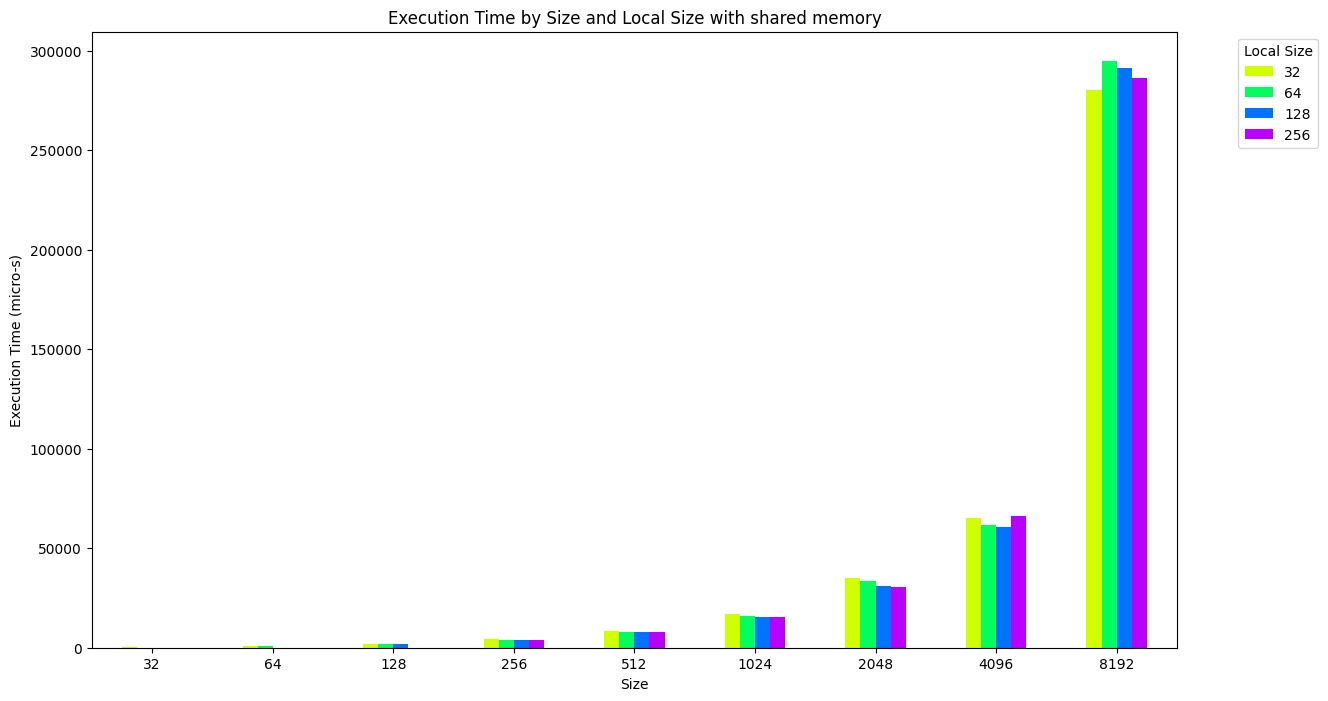 Execution Time by Size and Local Size with shared memory
Local Size
32
64
128
256
Execution Time (micro-s)
300000
250000
200000
150000
100000
50000
0
32 64 128 256 512 1024 2048 4096 8192
Size